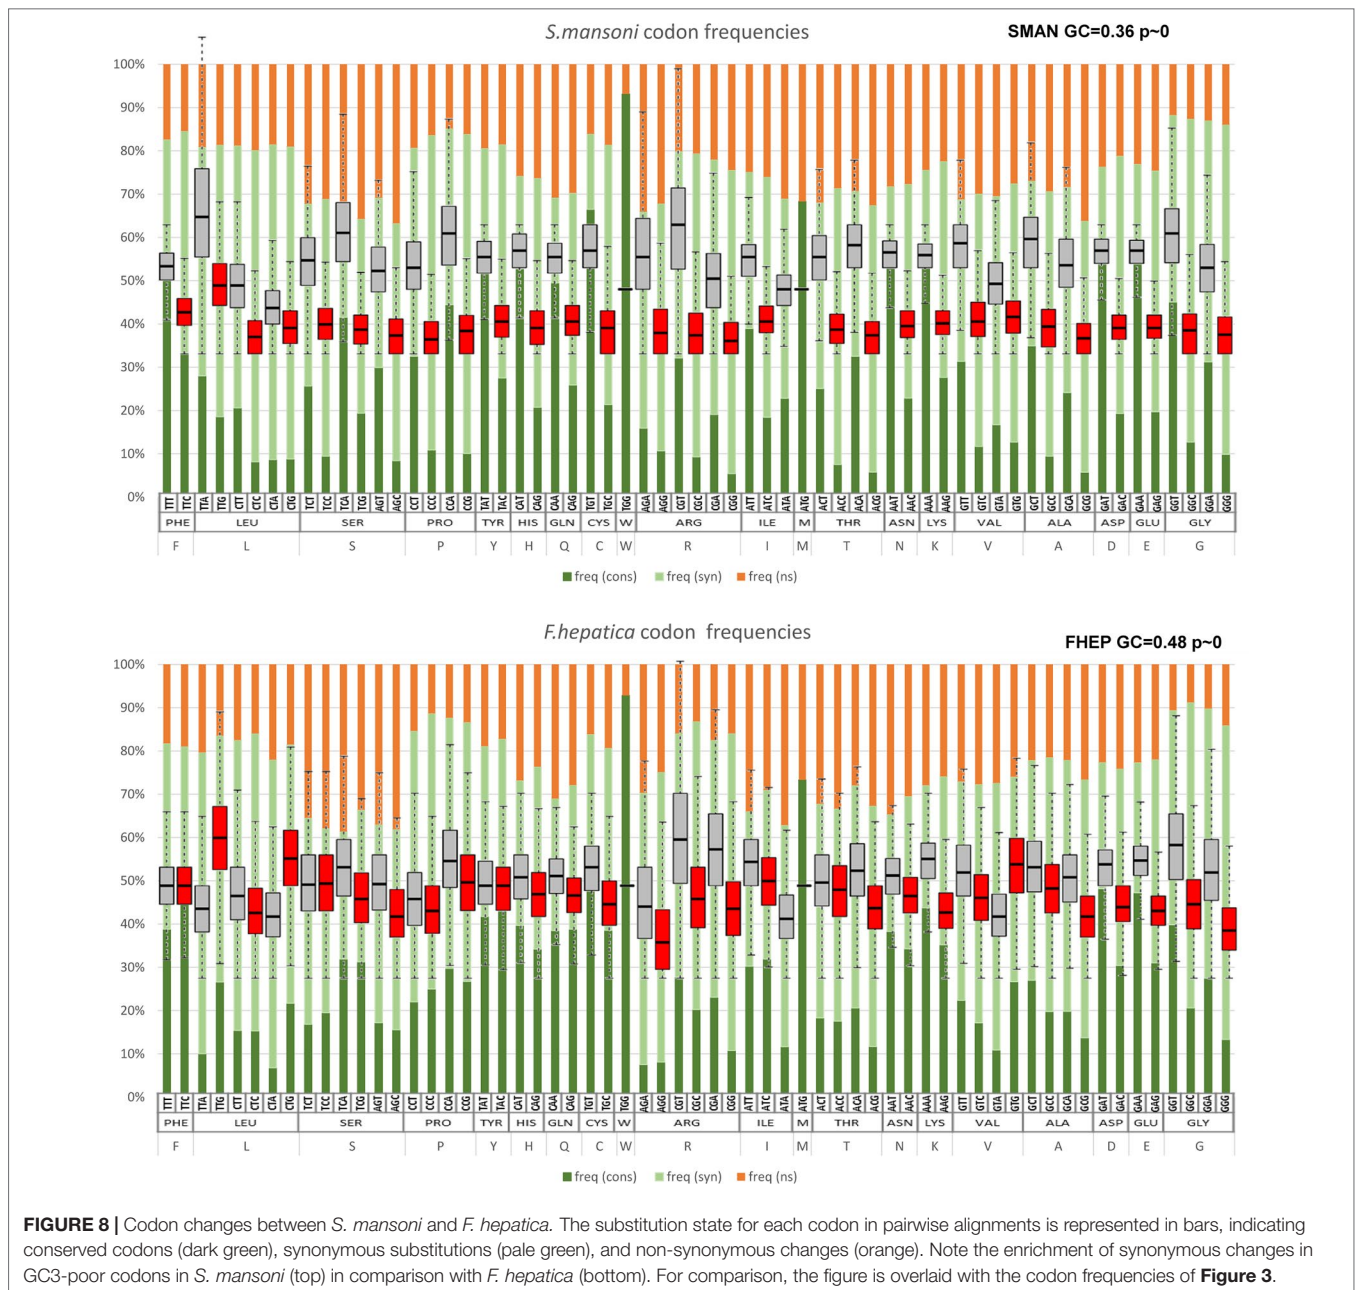 S.mansoni codon frequencies
SMAN GC=0.36 p~0
100%
90%
80%
70%
60%
50%
40%
30%
20%
10%
0%
TTT TTC TTA TTG CTT CTC CTA CTG TCT TCC TCA TCG AGT AGC CCT CCC CCA CCG TAT TAC CAT CAG CAA CAG TGT TGC TGG AGA AGG CGT CGC CGA CGG ATT ATC ATA ATG ACT ACC ACA ACG AAT AAC AAA AAG GTT GTC GTA GTG GCT GCC GCA GCG GAT GAC GAA GAG GGT GGC GGA GGG
PHE LEU SER PRO TYR HIS GLN CYS W ARG ILE M THR ASN LYS VAL ALA ASP GLU GLY
F L S P Y H Q C W R I M T N K V A D E G
freq (cons) freq (syn) freq (ns)
F.hepatica codon frequencies
FHEP GC=0.48 p~0
100%
90%
80%
70%
60%
50%
40%
30%
20%
10%
0%
TTT TTC TTA TTG CTT CTC CTA CTG TCT TCC TCA TCG AGT AGC CCT CCC CCA CCG TAT TAC CAT CAG CAA CAG TGT TGC TGG AGA AGG CGT CGC CGA CGG ATT ATC ATA ATG ACT ACC ACA ACG AAT AAC AAA AAG GTT GTC GTA GTG GCT GCC GCA GCG GAT GAC GAA GAG GGT GGC GGA GGG
PHE LEU SER PRO TYR HIS GLN CYS W ARG ILE M THR ASN LYS VAL ALA ASP GLU GLY
F L S P Y H Q C W R I M T N K V A D E G
freq (cons) freq (syn) freq (ns)
FIGURE 8 | Codon changes between S. mansoni and F. hepatica. The substitution state for each codon in pairwise alignments is represented in bars, indicating
conserved codons (dark green), synonymous substitutions (pale green), and non-synonymous changes (orange). Note the enrichment of synonymous changes in
GC3-poor codons in S. mansoni (top) in comparison with F. hepatica (bottom). For comparison, the figure is overlaid with the codon frequencies of Figure 3.